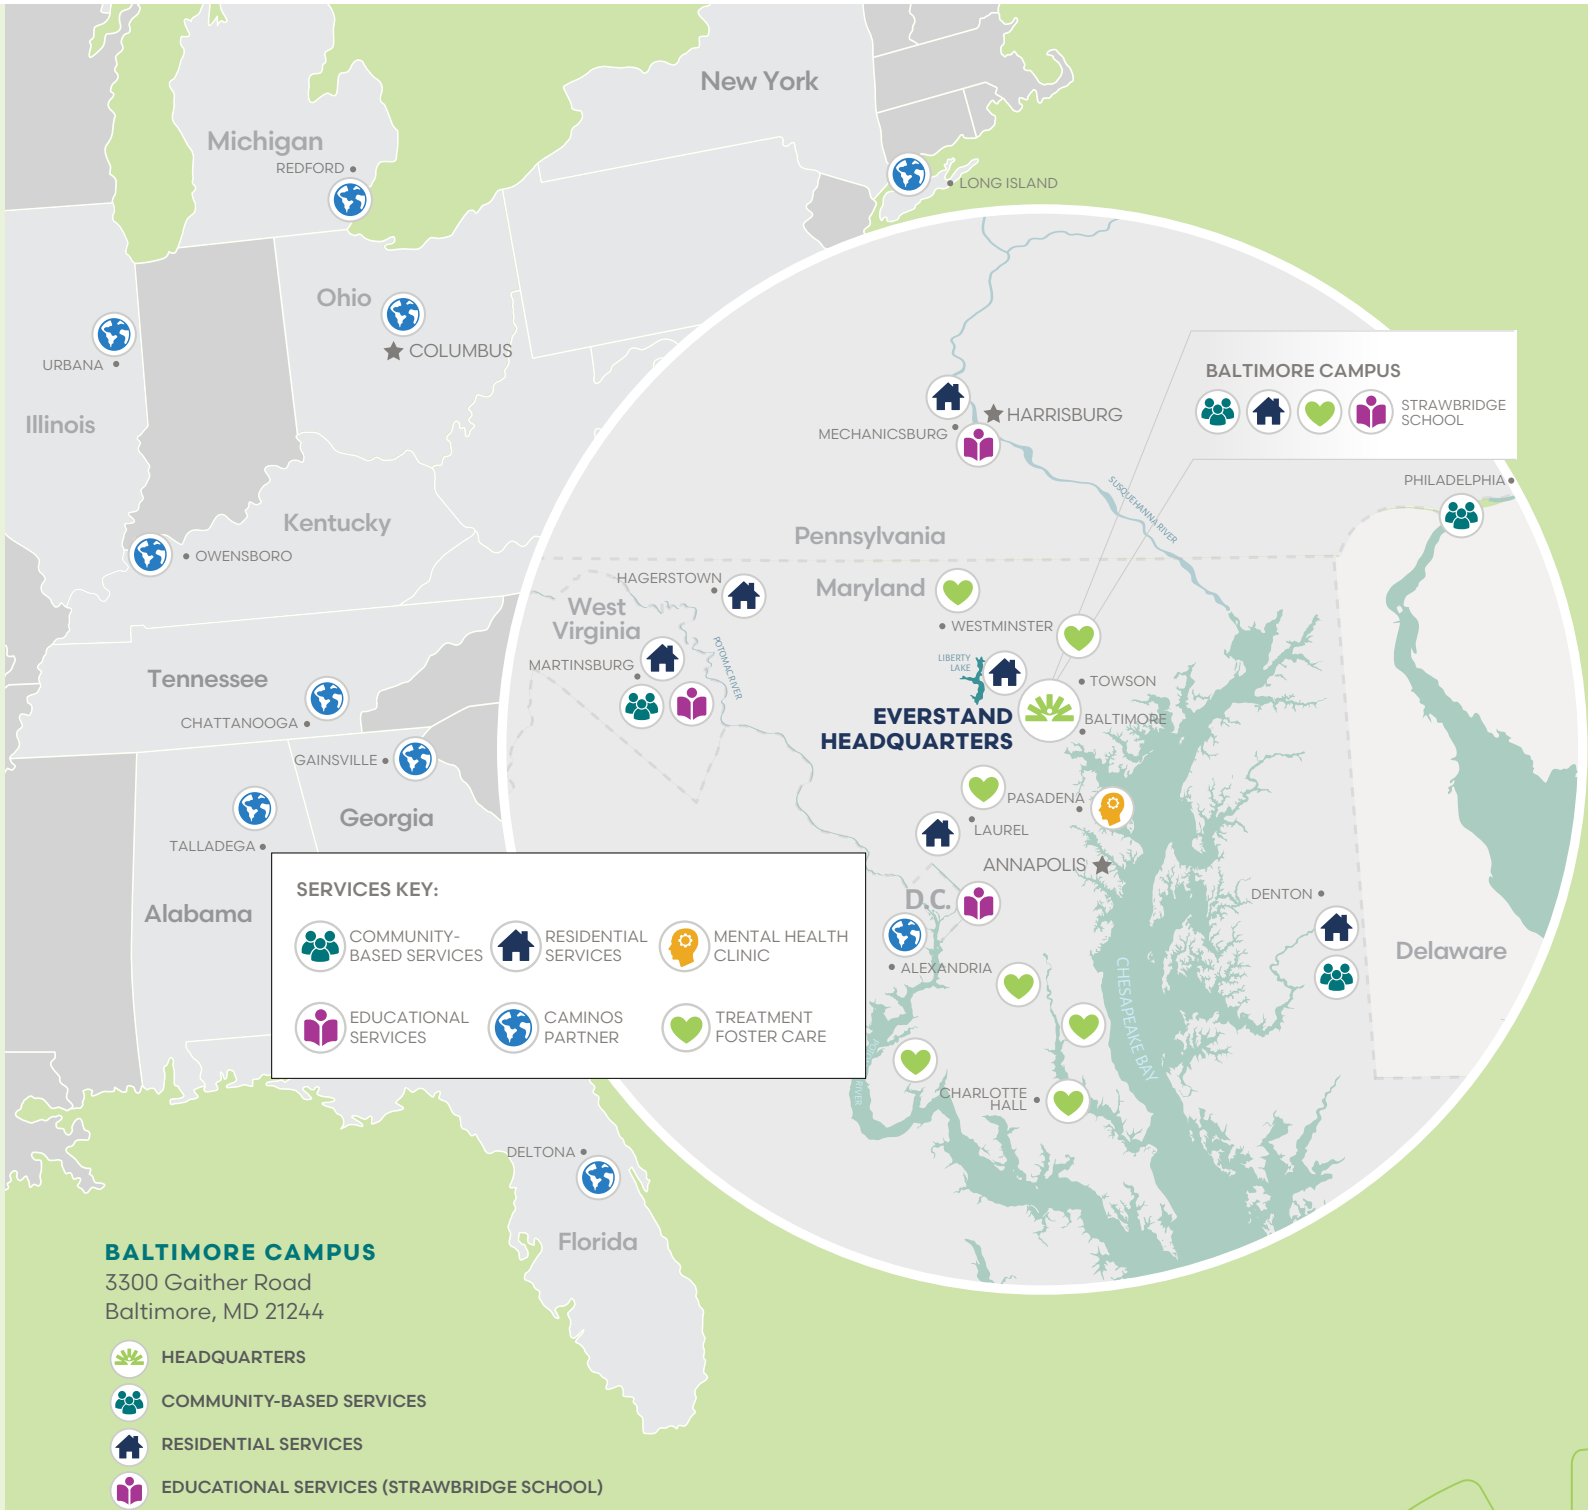 New York
Michigan
REDFORD
LONG ISLAND
Ohio
COLUMBUS
URBANA
Illinois
Kentucky
OWENSBORO
Tennessee
CHATTANOOGA
GAINSVILLE
Georgia
TALLADEGA
Alabama
BALTIMORE CAMPUS
STRAWBRIDGE
SCHOOL
HARRISBURG
MECHANICSBURG
PHILADELPHIA
SUSQUEHANNA RIVER
Pennsylvania
HAGERSTOWN
Maryland
West
Virginia
WESTMINSTER
MARTINSBURG
POTOMAC RIVER
LIBERTY
LAKE
TOWSON
EVERSTAND
HEADQUARTERS
BALTIMORE
PASADENA
LAUREL
ANNAPOLIS
D.C.
DENTON
ALEXANDRIA
Delaware
CHESAPEAKE BAY
CHARLOTTE
HALL
RIVER
SERVICES KEY:
COMMUNITY-
BASED SERVICES
RESIDENTIAL
SERVICES
MENTAL HEALTH
CLINIC
EDUCATIONAL
SERVICES
CAMINOS
PARTNER
TREATMENT
FOSTER CARE
DELTONA
Florida
BALTIMORE CAMPUS
3300 Gaither Road
Baltimore, MD 21244
HEADQUARTERS
COMMUNITY-BASED SERVICES
RESIDENTIAL SERVICES
EDUCATIONAL SERVICES (STRAWBRIDGE SCHOOL)